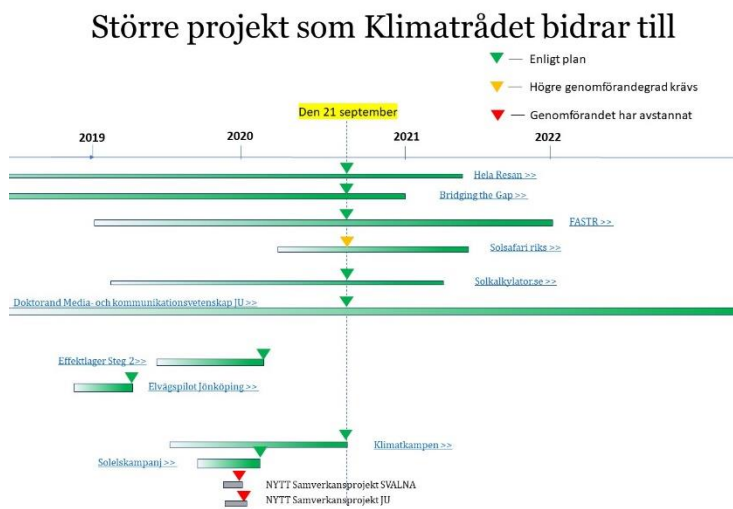 Större projekt som Klimatrådet bidrar till
— Enligt plan
— Högre genomförandegrad krävs
— Genomförandet har avstannat
Den 21 september
2019 2020 2021 2022
Hela Resan >>
Bridging the Gap >>
FASTR >>
Solsafari riks >>
Solkalkylator.se >>
Doktorand Media- och kommunikationsvetenskap JU >>
Effektlager Steg 2>>
Elvägspilot Jönköping >>
Klimatkampen >>
Solelskampanj >>
NYTT Samverkansprojekt SVALNA
NYTT Samverkansprojekt JU